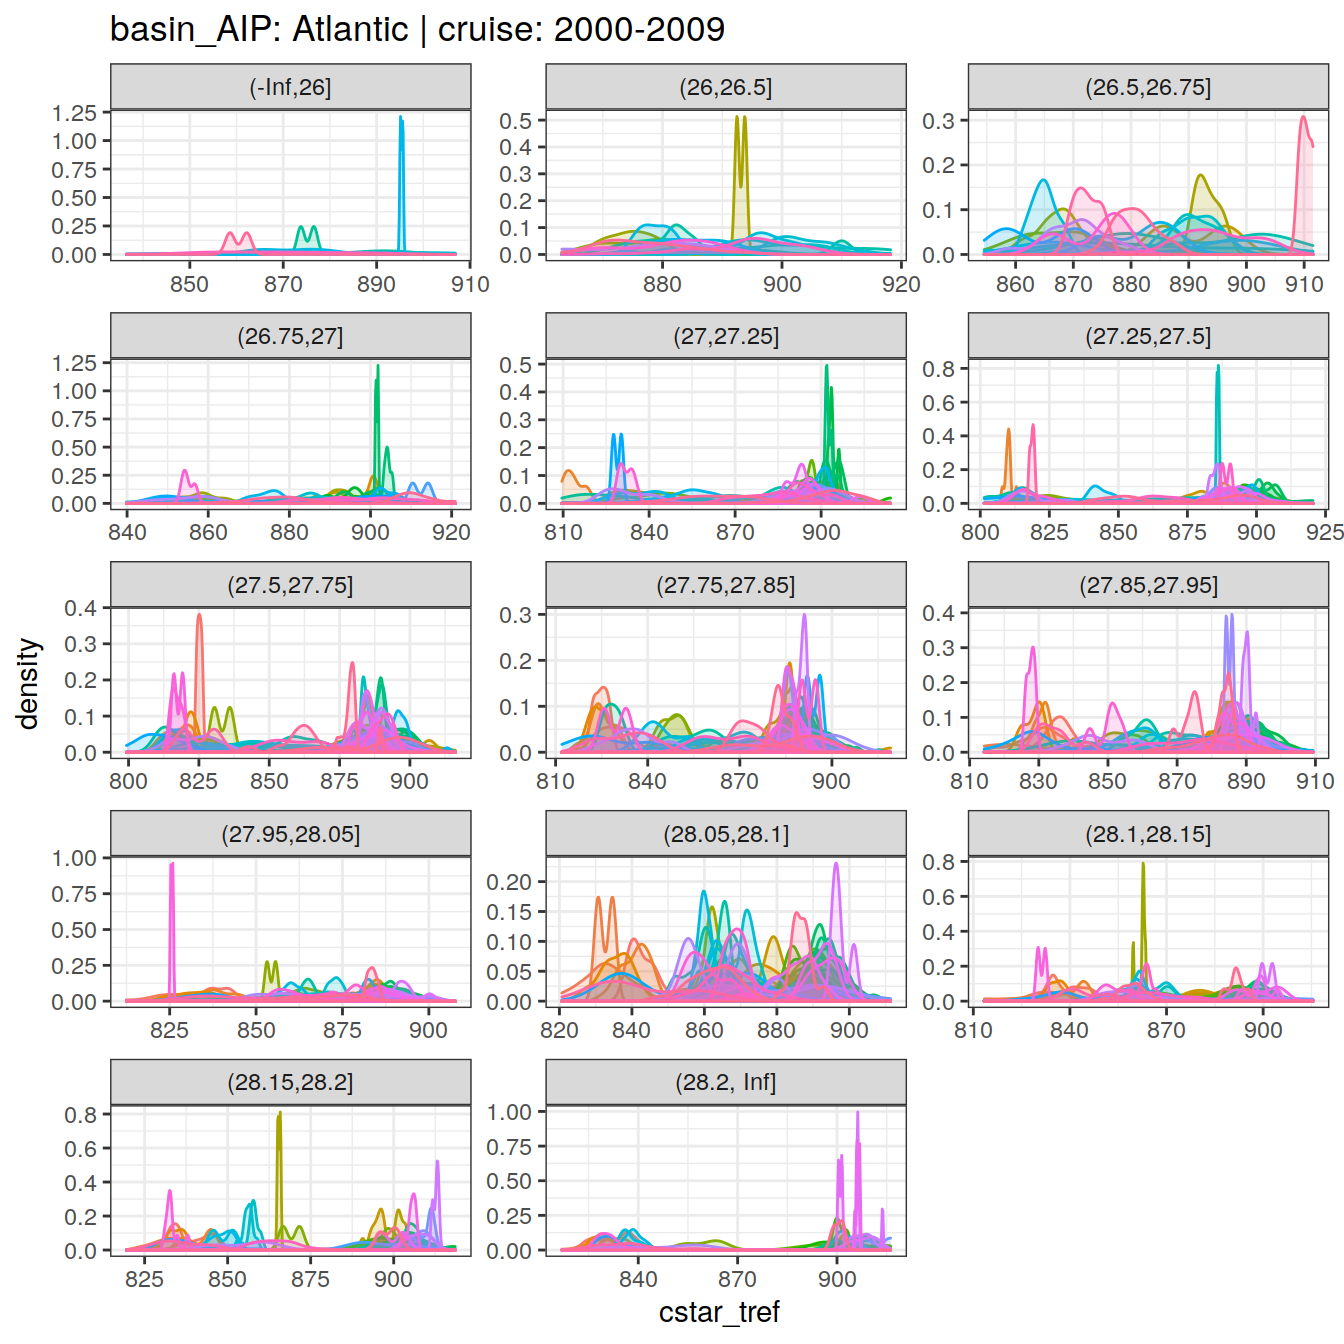 basin_AIP: Atlantic | cruise: 2000-2009
(-Inf,26] (26,26.5] (26.5,26.75]
1.25 1.00 0.75 0.50 0.25 0.00
0.5 0.4 0.3 0.2 0.1 0.0
0.3 0.2 0.1 0.0
850 870 890 910 880 900 920 860 870 880 890 900 910
(26.75,27] (27,27.25] (27.25,27.5]
1.25 1.00 0.75 0.50 0.25 0.00
0.5 0.4 0.3 0.2 0.1 0.0
0.8 0.6 0.4 0.2 0.0
840 860 880 900 920 810 840 870 900 800 825 850 875 900 925
(27.5,27.75] (27.75,27.85] (27.85,27.95]
0.4 0.3 0.2 0.1 0.0
0.3 0.2 0.1 0.0
0.4 0.3 0.2 0.1 0.0
800 825 850 875 900 810 840 870 900 810 830 850 870 890 910
density
(27.95,28.05] (28.05,28.1] (28.1,28.15]
1.00 0.75 0.50 0.25 0.00
0.20 0.15 0.10 0.05 0.00
0.8 0.6 0.4 0.2 0.0
825 850 875 900 820 840 860 880 900 810 840 870 900
(28.15,28.2] (28.2, Inf]
0.8 0.6 0.4 0.2 0.0
1.00 0.75 0.50 0.25 0.00
825 850 875 900 840 870 900
cstar_tref